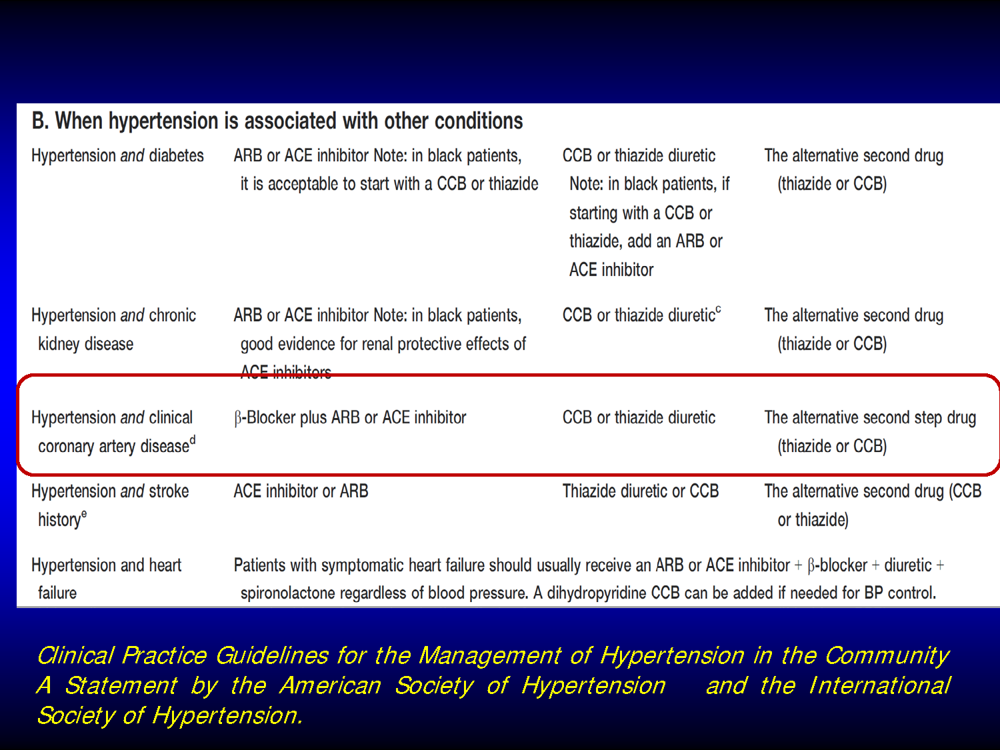 B. When hypertension is associated with other conditions
Hypertension and diabetes
ARB or ACE inhibitor Note: in black patients,
it is acceptable to start with a CCB or thiazide
CCB or thiazide diuretic
Note: in black patients, if
starting with a CCB or
thiazide, add an ARB or
ACE inhibitor
The alternative second drug
(thiazide or CCB)
Hypertension and chronic
kidney disease
ARB or ACE inhibitor Note: in black patients,
good evidence for renal protective effects of
ACE inhibitors
CCB or thiazide diureticᶜ
The alternative second drug
(thiazide or CCB)
Hypertension and clinical
coronary artery diseaseᵈ
β-Blocker plus ARB or ACE inhibitor
CCB or thiazide diuretic
The alternative second step drug
(thiazide or CCB)
Hypertension and stroke
historyᵉ
ACE inhibitor or ARB
Thiazide diuretic or CCB
The alternative second drug (CCB
or thiazide)
Hypertension and heart
failure
Patients with symptomatic heart failure should usually receive an ARB or ACE inhibitor + β-blocker + diuretic +
spironolactone regardless of blood pressure. A dihydropyridine CCB can be added if needed for BP control.
Clinical Practice Guidelines for the Management of Hypertension in the Community
A Statement by the American Society of Hypertension and the International
Society of Hypertension.